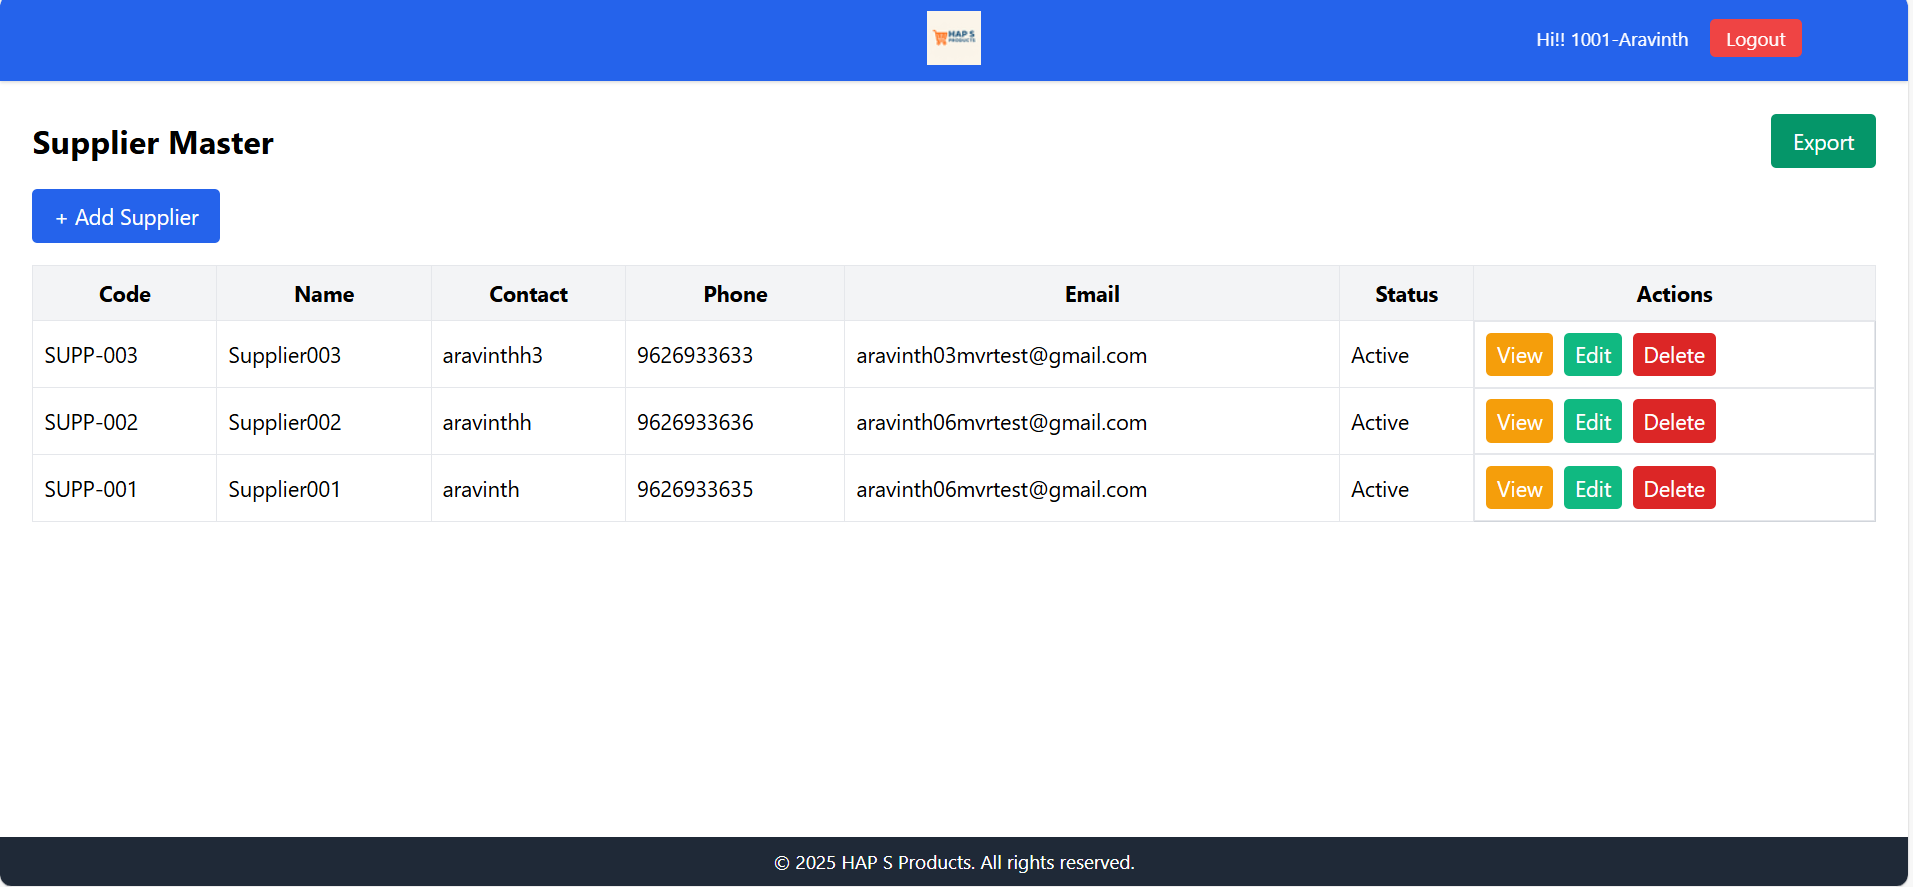 HAP S
PRODUCTS
Hi!! 1001-Aravinth
Logout
Supplier Master
Export
+ Add Supplier
Code Name Contact Phone Email Status Actions
SUPP-003 Supplier003 aravinthh3 9626933633 aravinth03mvrtest@gmail.com Active View Edit Delete
SUPP-002 Supplier002 aravinthh 9626933636 aravinth06mvrtest@gmail.com Active View Edit Delete
SUPP-001 Supplier001 aravinth 9626933635 aravinth06mvrtest@gmail.com Active View Edit Delete
© 2025 HAP S Products. All rights reserved.